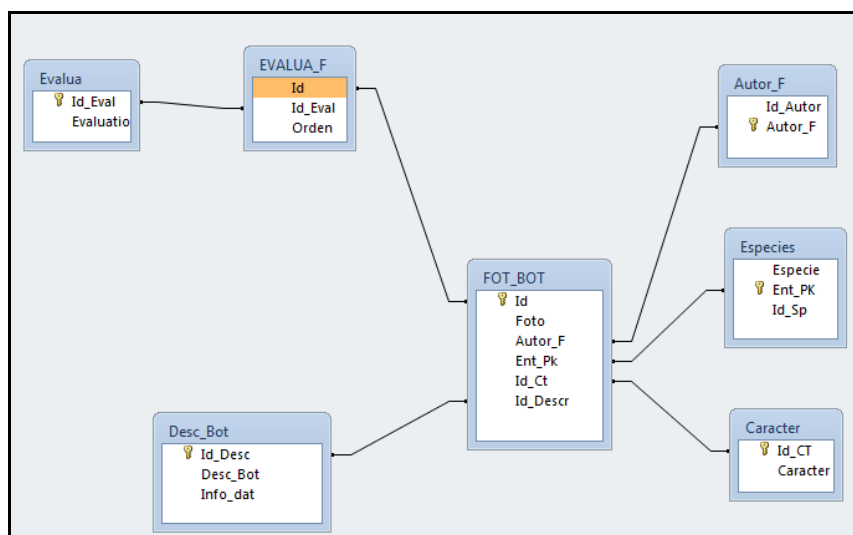 Evalua
Id_Eval
Evaluatio
EVALUA_F
Id
Id_Eval
Orden
Autor_F
Id_Autor
Autor_F
Especies
Especie
Ent_PK
Id_Sp
FOT_BOT
Id
Foto
Autor_F
Ent_Pk
Id_Ct
Id_Descr
Desc_Bot
Id_Desc
Desc_Bot
Info_dat
Caracter
Id_CT
Caracter